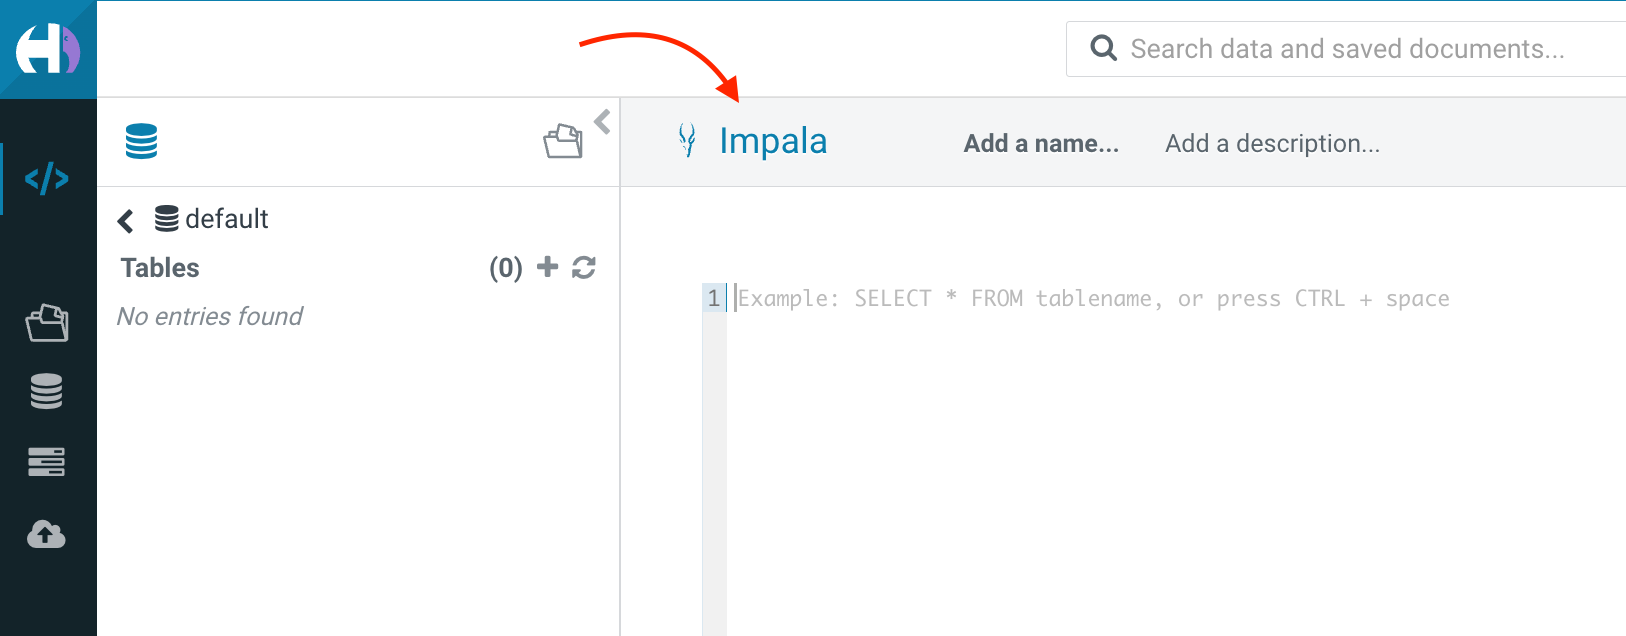 Search data and saved documents...
Impala
Add a name...
Add a description...
default
Tables (0)
No entries found
1 Example: SELECT * FROM tablename, or press CTRL + space